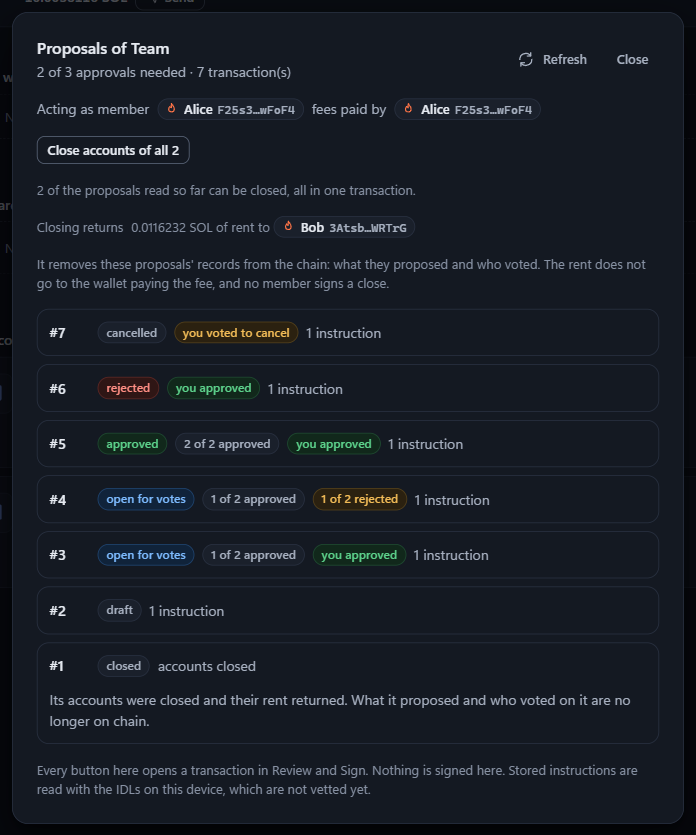 Proposals of Team
2 of 3 approvals needed · 7 transaction(s)
Refresh
Close
Acting as member Alice F25s3…wFoF4 fees paid by Alice F25s3…wFoF4
Close accounts of all 2
2 of the proposals read so far can be closed, all in one transaction.
Closing returns 0.0116232 SOL of rent to Bob 3Atsb…WRTrG
It removes these proposals' records from the chain: what they proposed and who voted. The rent does not
go to the wallet paying the fee, and no member signs a close.
#7 cancelled you voted to cancel 1 instruction
#6 rejected you approved 1 instruction
#5 approved 2 of 2 approved you approved 1 instruction
#4 open for votes 1 of 2 approved 1 of 2 rejected 1 instruction
#3 open for votes 1 of 2 approved you approved 1 instruction
#2 draft 1 instruction
#1 closed accounts closed
Its accounts were closed and their rent returned. What it proposed and who voted on it are no
longer on chain.
Every button here opens a transaction in Review and Sign. Nothing is signed here. Stored instructions are
read with the IDLs on this device, which are not vetted yet.